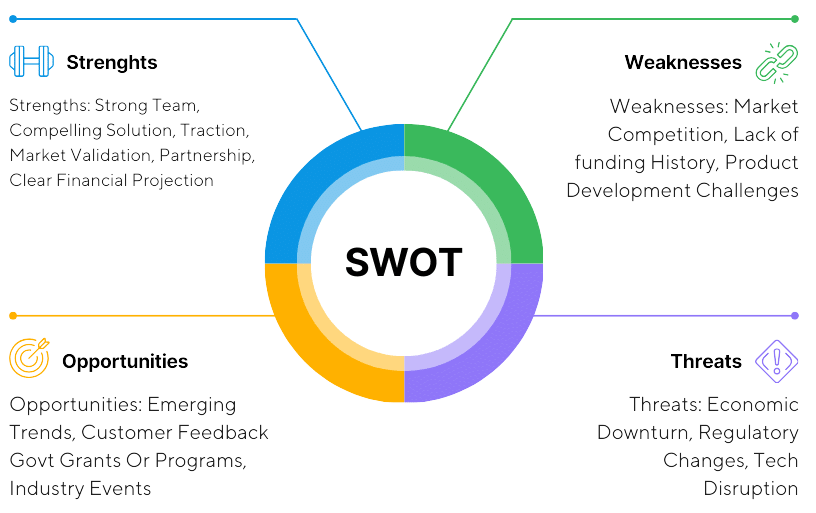 Strenghts
Strengths: Strong Team,
Compelling Solution, Traction,
Market Validation, Partnership,
Clear Financial Projection
Weaknesses
Weaknesses: Market
Competition, Lack of
funding History, Product
Development Challenges
SWOT
Opportunities
Opportunities: Emerging
Trends, Customer Feedback
Govt Grants Or Programs,
Industry Events
Threats
Threats: Economic
Downturn, Regulatory
Changes, Tech
Disruption